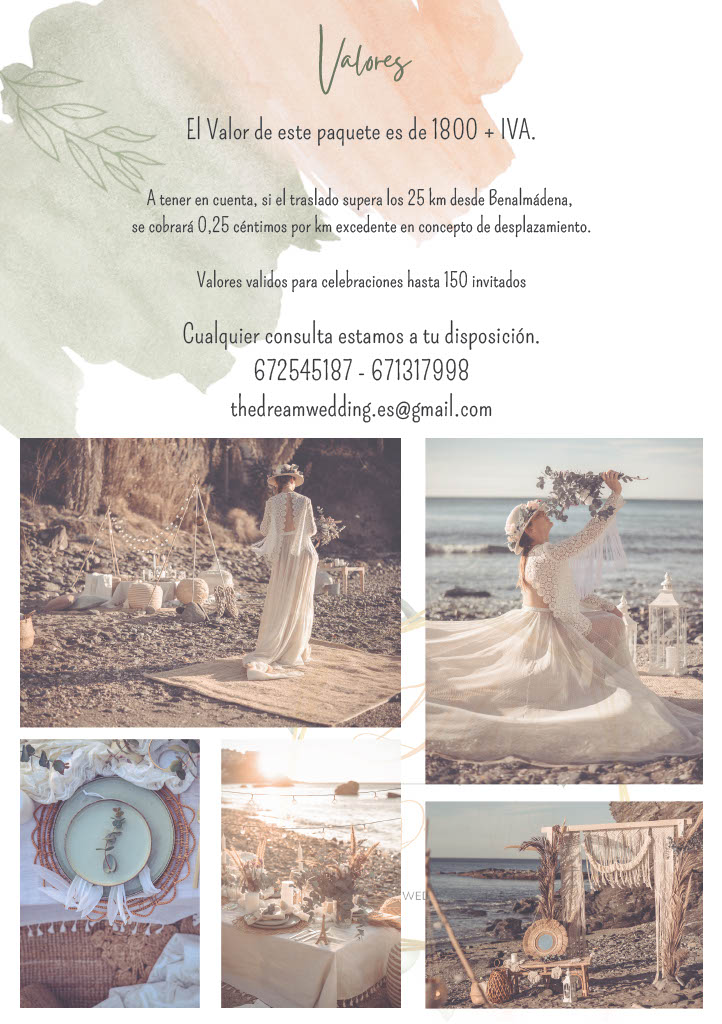 Valores
El Valor de este paquete es de 1800 + IVA.
A tener en cuenta, si el traslado supera los 25 km desde Benalmádena,
se cobrará 0,25 céntimos por km excedente en concepto de desplazamiento.
Valores validos para celebraciones hasta 150 invitados
Cualquier consulta estamos a tu disposición.
672545187 - 671317998
thedreamwedding.es@gmail.com